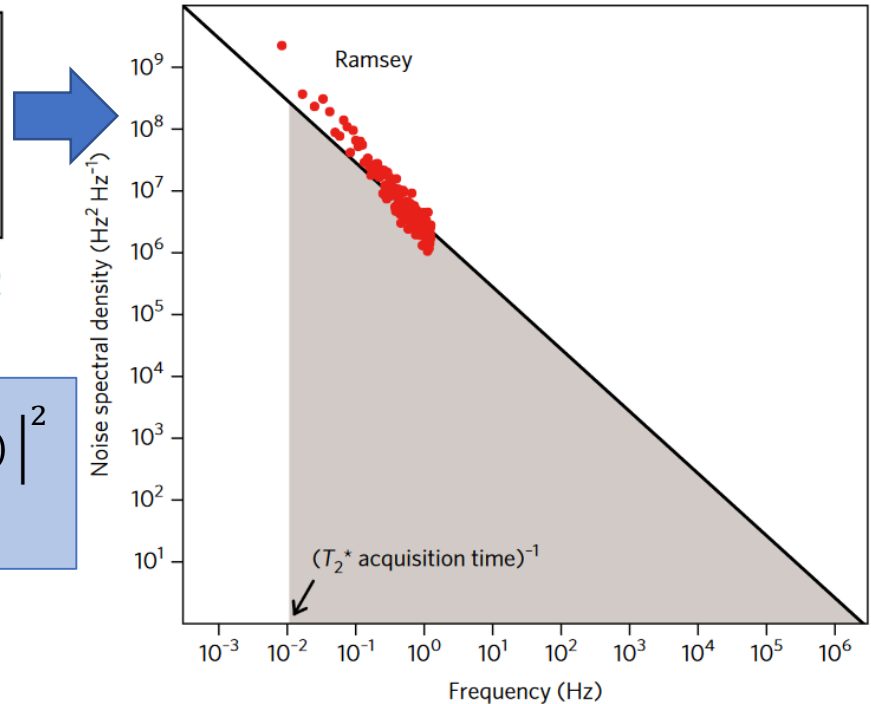 Ramsey
10⁹
10⁸
10⁷
10⁶
10⁵
10⁴
10³
10²
10¹
Noise spectral density (Hz² Hz⁻¹)
) |²
(T₂* acquisition time)⁻¹
10⁻³ 10⁻² 10⁻¹ 10⁰ 10¹ 10² 10³ 10⁴ 10⁵ 10⁶
Frequency (Hz)